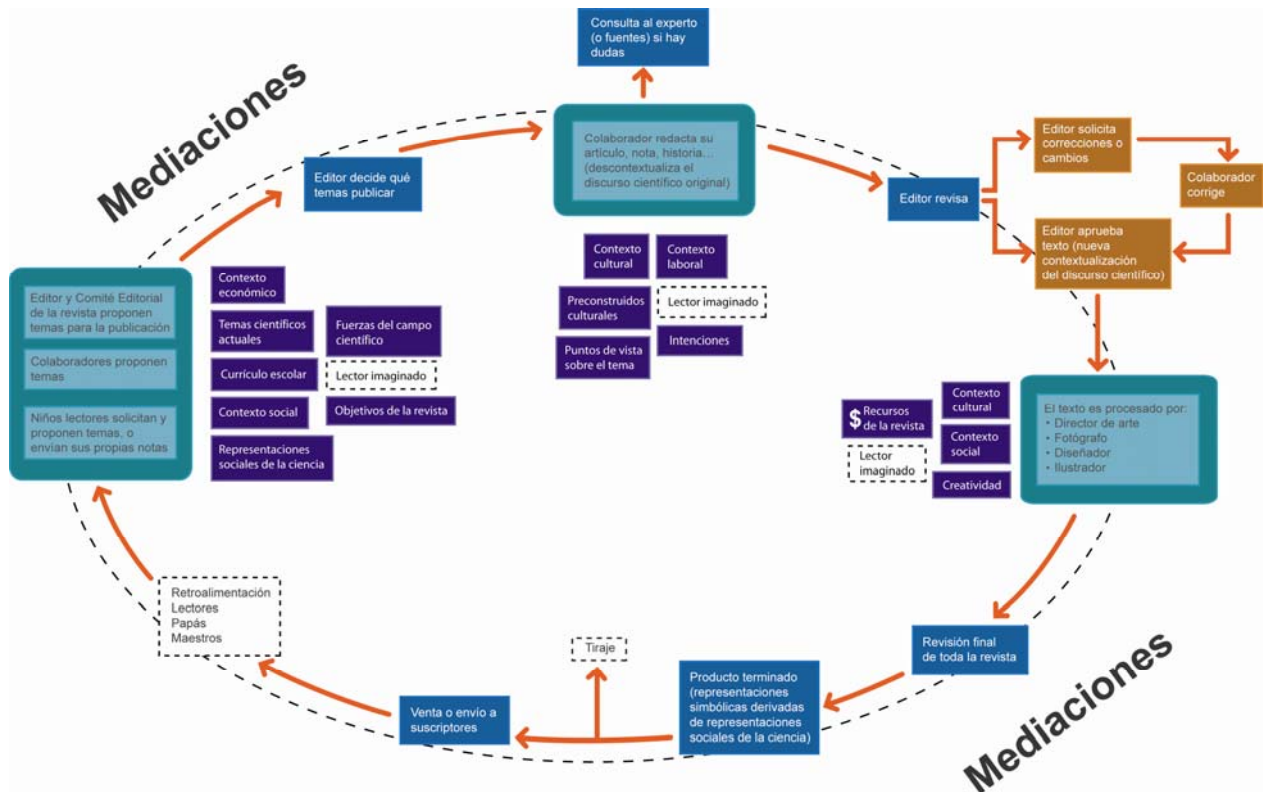 Mediaciones
Consulta al experto
(o fuentes) si hay
dudas
Colaborador redacta su
artículo, nota, historia...
(descontextualiza el
discurso científico original)
Editor decide qué
temas publicar
Editor revisa
Editor solicita
correcciones o
cambios
Colaborador
corrige
Editor aprueba
texto (nueva
contextualización
del discurso científico)
Editor y Comité Editorial
de la revista proponen
temas para la publicación
Colaboradores proponen
temas
Niños lectores solicitan y
proponen temas, o
envían sus propias notas
Contexto
económico
Temas científicos
actuales
Fuerzas del campo
científico
Currículo escolar
Lector imaginado
Contexto social
Objetivos de la revista
Representaciones
sociales de la ciencia
Contexto
cultural
Contexto
laboral
Preconstruidos
culturales
Lector imaginado
Puntos de vista
sobre el tema
Intenciones
$ Recursos
de la revista
Contexto
cultural
Lector
imaginado
Contexto
social
Creatividad
El texto es procesado por:
• Director de arte
• Fotógrafo
• Diseñador
• Ilustrador
Retroalimentación
Lectores
Papás
Maestros
Tiraje
Venta o envío a
suscriptores
Producto terminado
(representaciones
simbólicas derivadas
de representaciones
sociales de la ciencia)
Revisión final
de toda la revista
Mediaciones